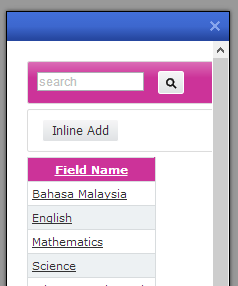 search
Inline Add
Field Name
Bahasa Malaysia
English
Mathematics
Science